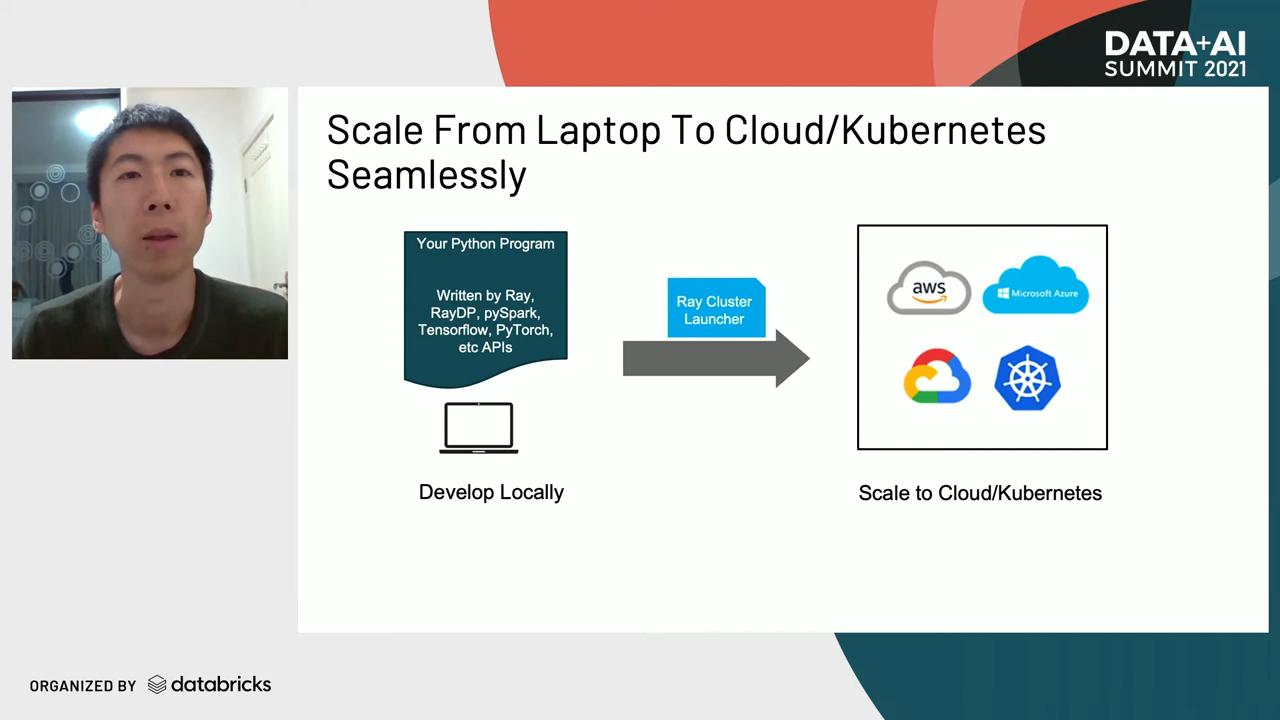 DATA+AI
SUMMIT 2021
Scale From Laptop To Cloud/Kubernetes
Seamlessly
Your Python Program
Written by Ray,
RayDP, pySpark,
Tensorflow, PyTorch,
etc APIs
Ray Cluster
Launcher
aws
Microsoft Azure
Develop Locally
Scale to Cloud/Kubernetes
ORGANIZED BY databricks